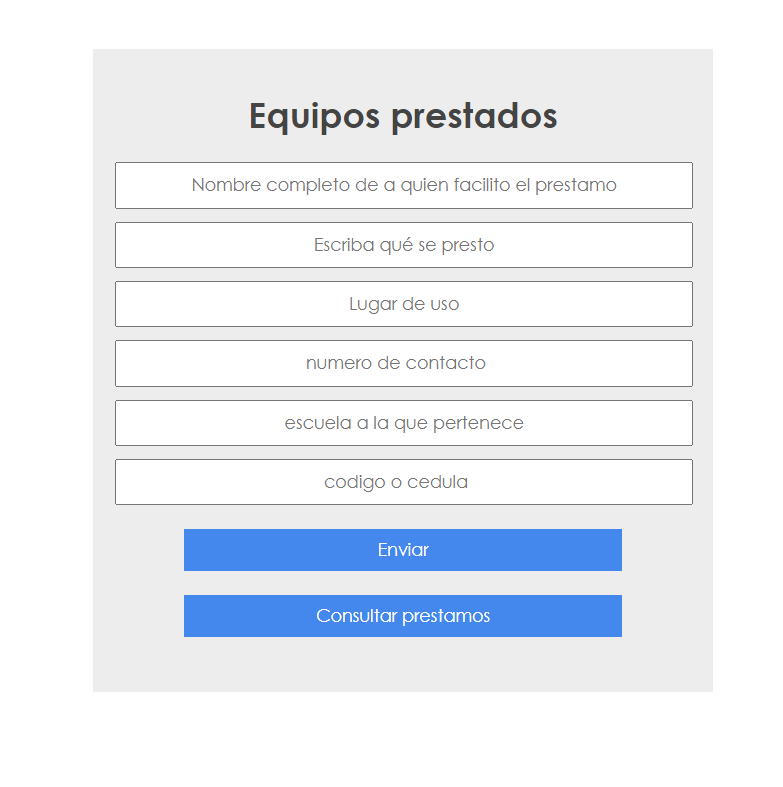 Equipos prestados
Nombre completo de a quien facilito el prestamo
Escriba qué se presto
Lugar de uso
numero de contacto
escuela a la que pertenece
codigo o cedula
Enviar
Consultar prestamos